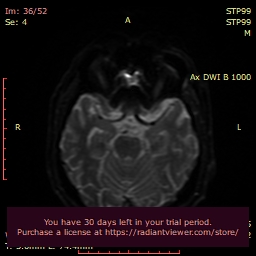 Im: 36/52
Se: 4
STP99
STP99
M
A
Ax DWI B 1000
R
L
You have 30 days left in your trial period.
Purchase a license at https://radiantviewer.com/store/